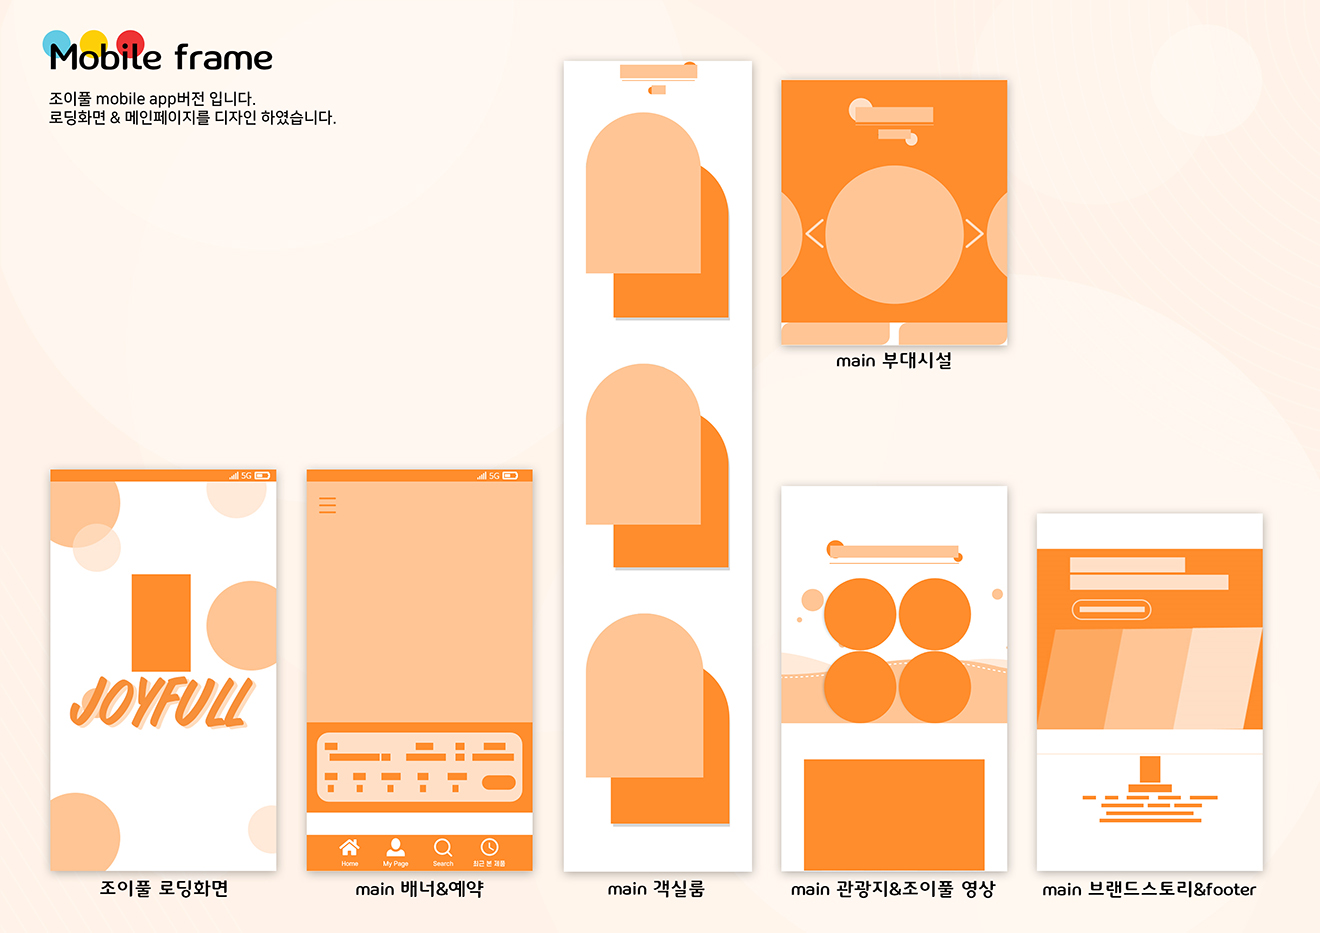 Mobile frame
조이풀 mobile app버전 입니다.
로딩화면 & 메인페이지를 디자인 하였습니다.
main 부대시설
5G
5G
JOYFULL
Home
My Page
Search
최근 본 제품
조이풀 로딩화면
main 배너&예약
main 객실룸
main 관광지&조이풀 영상
main 브랜드스토리&footer